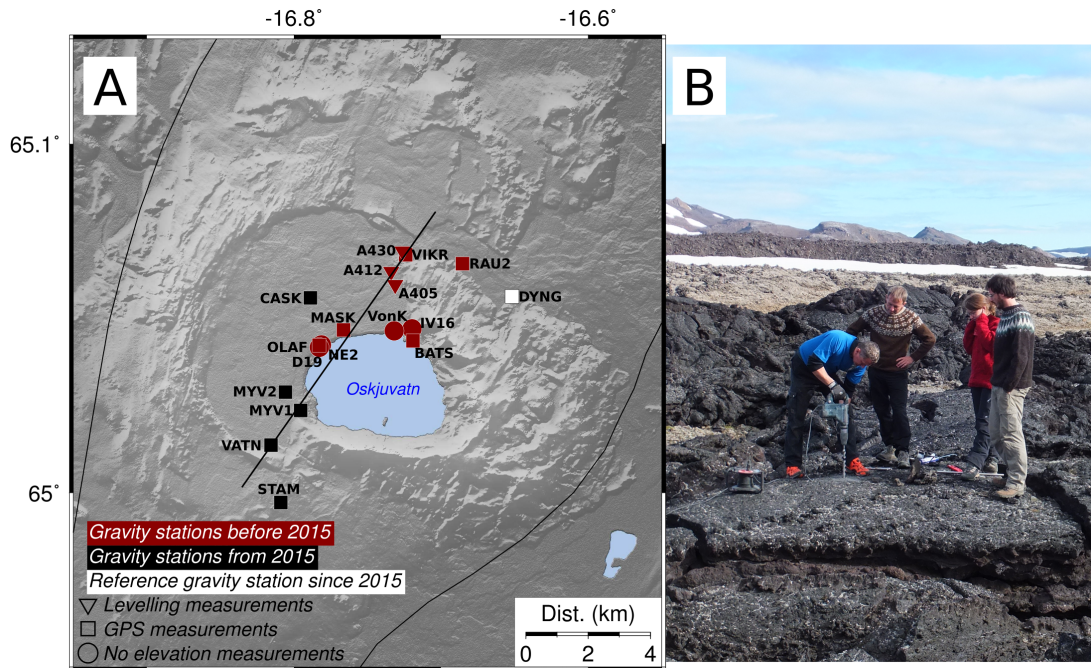 -16.8˚ -16.6˚
A
B
65.1˚
A430
VIKR
A412
RAU2
A405
CASK
DYNG
MASK
VonK
IV16
OLAF
NE2
BATS
D19
Oskjuvatn
MYV2
MYV1
VATN
STAM
65˚
Gravity stations before 2015
Gravity stations from 2015
Reference gravity station since 2015
Levelling measurements
GPS measurements
No elevation measurements
Dist. (km)
0 2 4